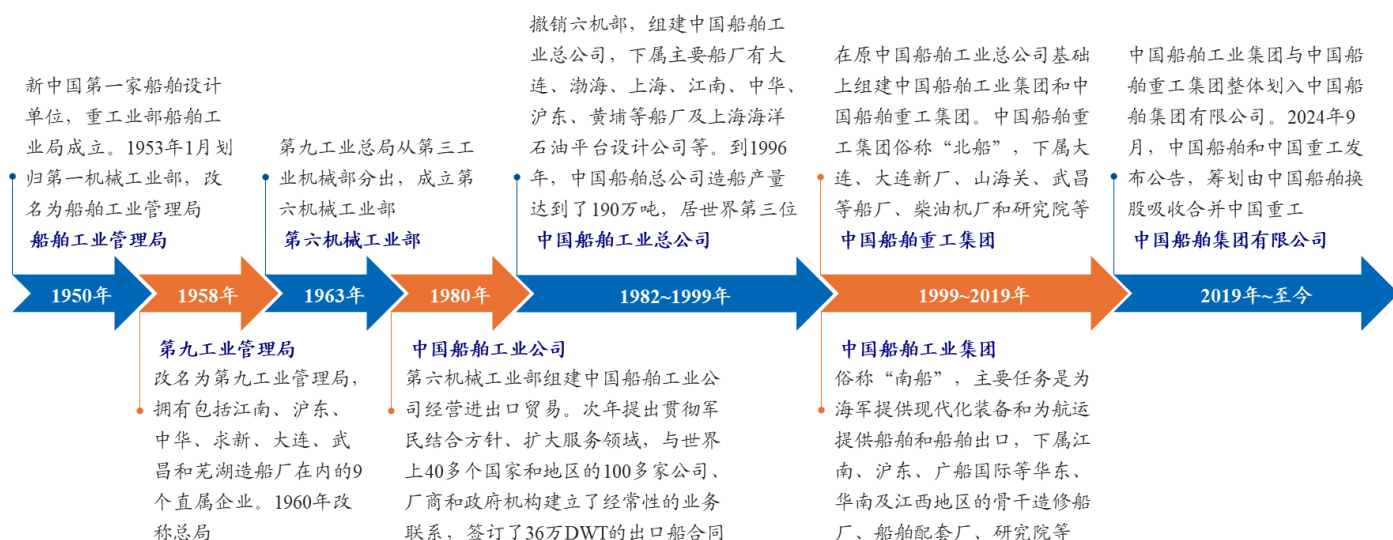 新中国第一家船舶设计
单位，重工业部船舶工
业局成立。1953年1月划
归第一机械工业部，改
名为船舶工业管理局
船舶工业管理局
第九工业总局从第三工
业机械部分出，成立第
六机械工业部
第六机械工业部
撤销六机部，组建中国船舶工
业总公司，下属主要船厂有大
连、渤海、上海、江南、中华、
沪东、黄埔等船厂及上海海洋
石油平台设计公司等。到1996
年，中国船舶总公司造船产量
达到了190万吨，居世界第三位
中国船舶工业总公司
在原中国船舶工业总公司基础
上组建中国船舶工业集团和中
国船舶重工集团。中国船舶重
工集团俗称“北船”，下属大
连、大连新厂、山海关、武昌
等船厂、柴油机厂和研究院等
中国船舶重工集团
中国船舶工业集团与中国船
舶重工集团整体划入中国船
舶集团有限公司。2024年9
月，中国船舶和中国重工发
布公告，筹划由中国船舶换
股吸收合并中国重工
中国船舶集团有限公司
1950年
1958年
1963年
1980年
1982~1999年
1999~2019年
2019年~至今
第九工业管理局
改名为第九工业管理局，
拥有包括江南、沪东、
中华、求新、大连、武
昌和芜湖造船厂在内的9
个直属企业。1960年改
称总局
中国船舶工业公司
第六机械工业部组建中国船舶工业公
司经营进出口贸易。次年提出贯彻军
民结合方针、扩大服务领域，与世界
上40多个国家和地区的100多家公司、
厂商和政府机构建立了经常性的业务
联系，签订了36万DWT的出口船合同
中国船舶工业集团
俗称“南船”，主要任务是为
海军提供现代化装备和为航运
提供船舶和船舶出口，下属江
南、沪东、广船国际等华东、
华南及江西地区的骨干造修船
厂、船舶配套厂、研究院等